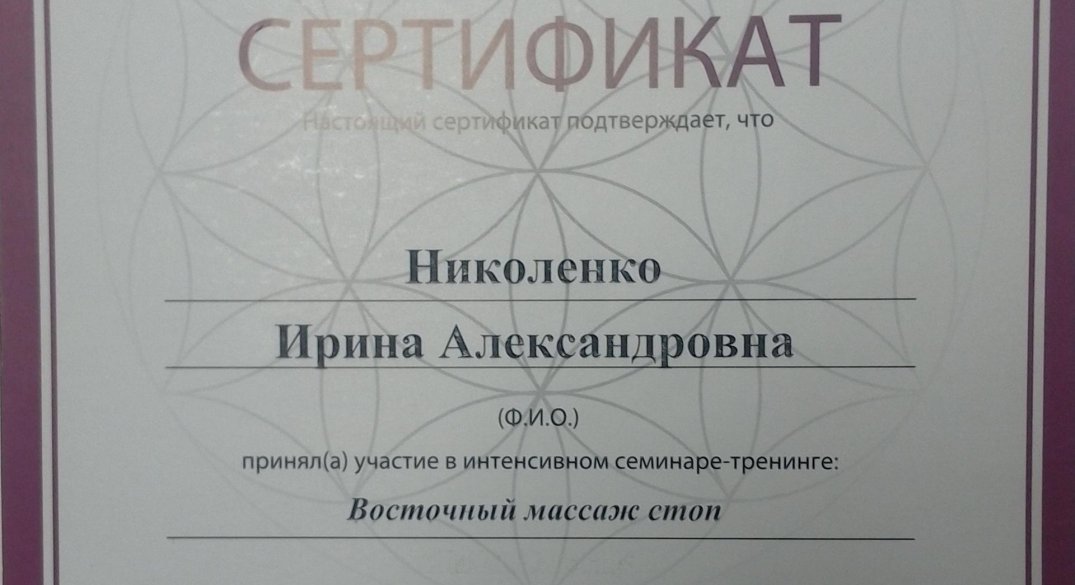 СЕРТИФИКАТ
Настоящий сертификат подтверждает, что
Николенко
Ирина Александровна
(Ф.И.О.)
принял(а) участие в интенсивном семинаре-тренинге:
Восточный массаж стоп